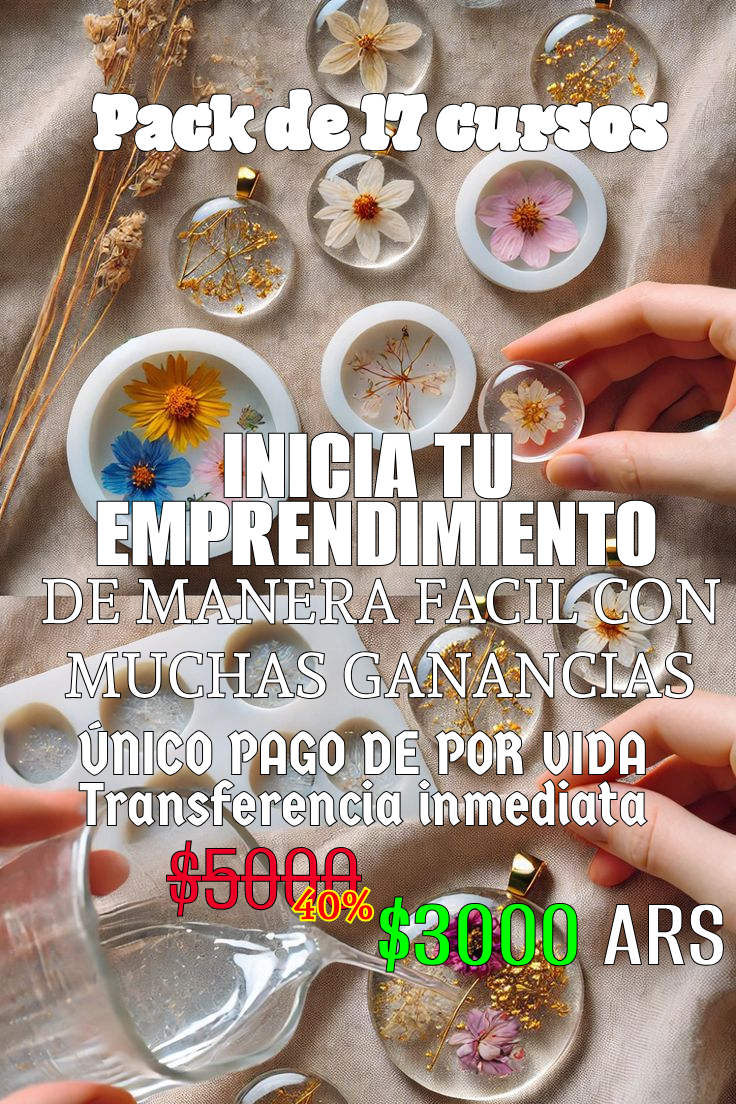 Pack de 17 cursos
INICIA TU
EMPRENDIMIENTO
DE MANERA FACIL CON
MUCHAS GANANCIAS
ÚNICO PAGO DE POR VIDA
Transferencia inmediata
$5000
40%
$3000 ARS